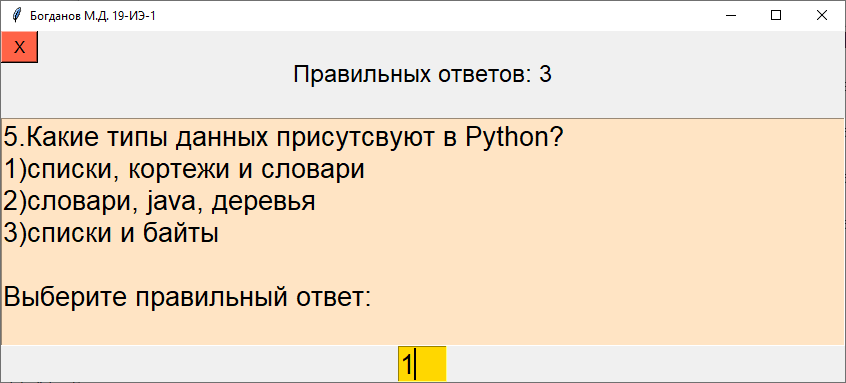 Богданов М.Д. 19-ИЭ-1
X
Правильных ответов: 3
5.Какие типы данных присутсвуют в Python?
1)списки, кортежи и словари
2)словари, java, деревья
3)списки и байты
Выберите правильный ответ:
1